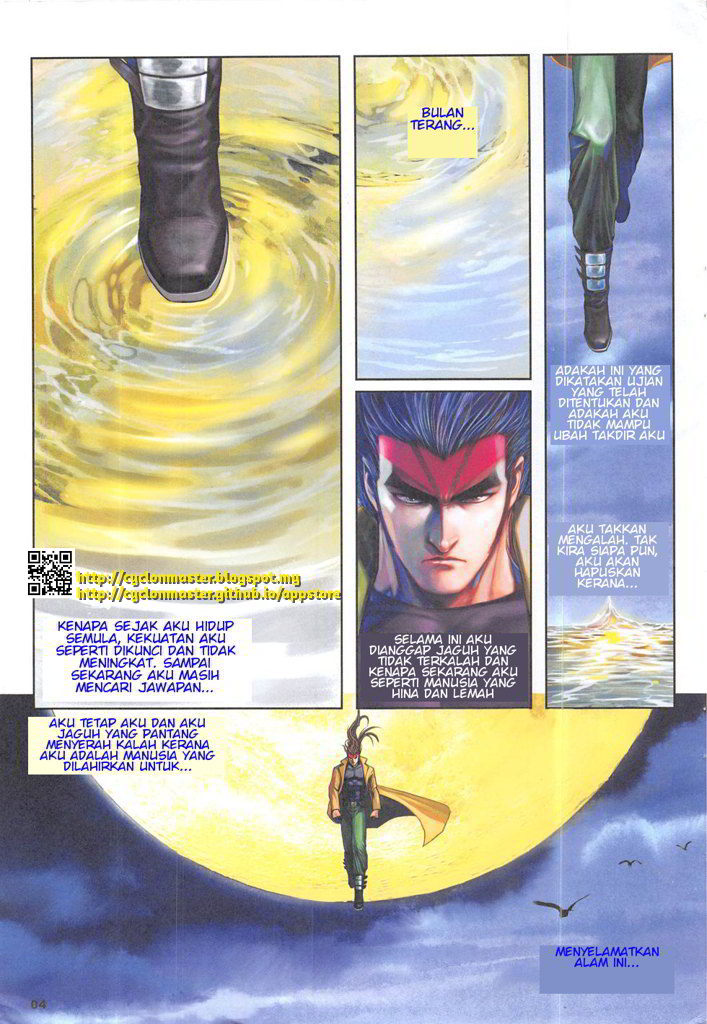 BULAN
TERANG...
ADAKAH INI YANG
DIKATAKAN UJIAN
YANG TELAH
DITENTUKAN DAN
ADAKAH AKU
TIDAK MAMPU
UBAH TAKDIR AKU
AKU TAKKAN
MENGALAH. TAK
KIRA SIAPA PUN,
AKU AKAN
HAPUSKAN
KERANA...
http://cyclonmaster.blogspot.my
http://cyclonmaster.github.io/appstore
KENAPA SEJAK AKU HIDUP
SEMULA, KEKUATAN AKU
SEPERTI DIKUNCI DAN TIDAK
MENINGKAT. SAMPAI
SEKARANG AKU MASIH
MENCARI JAWAPAN...
SELAMA INI AKU
DIANGGAP JAGUH YANG
TIDAK TERKALAH DAN
KENAPA SEKARANG AKU
SEPERTI MANUSIA YANG
HINA DAN LEMAH
AKU TETAP AKU DAN AKU
JAGUH YANG PANTANG
MENYERAH KALAH KERANA
AKU ADALAH MANUSIA YANG
DILAHIRKAN UNTUK...
MENYELAMATKAN
ALAM INI...
04